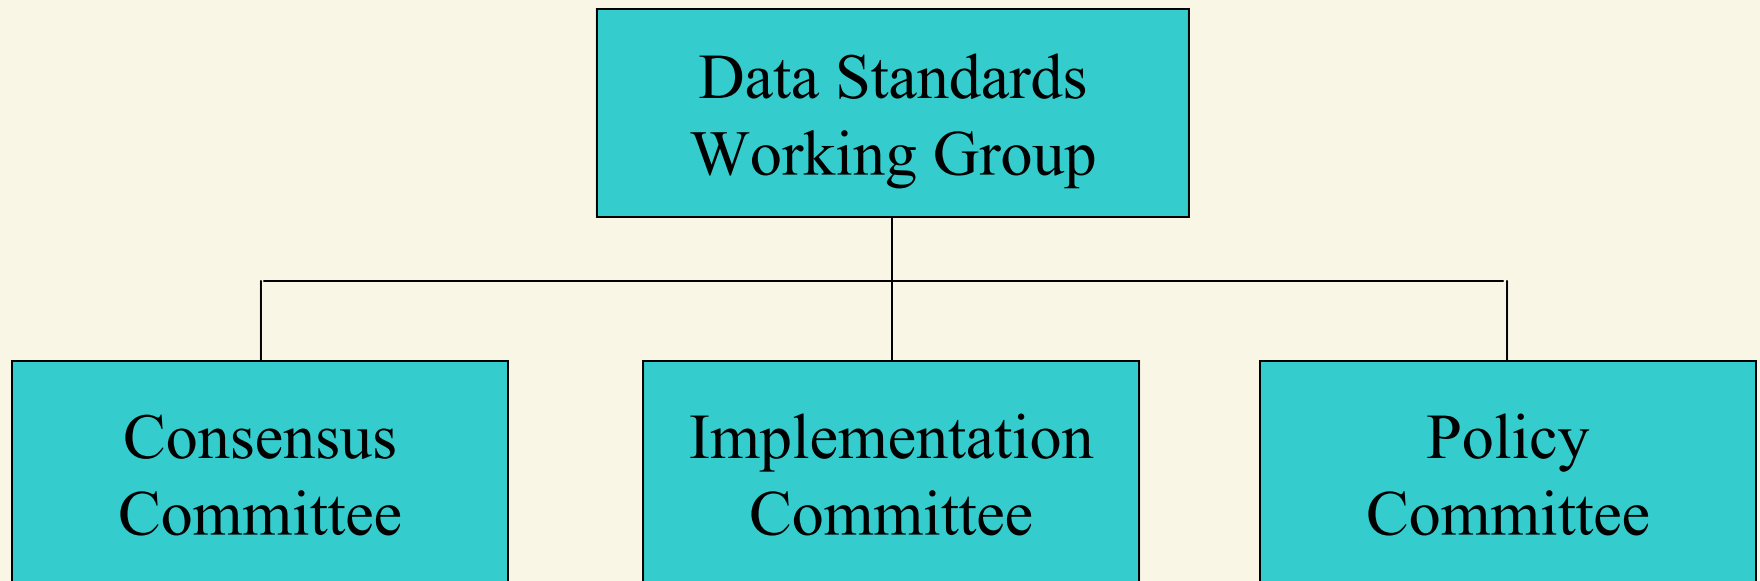 Data Standards
Working Group
Consensus
Committee
Implementation
Committee
Policy
Committee